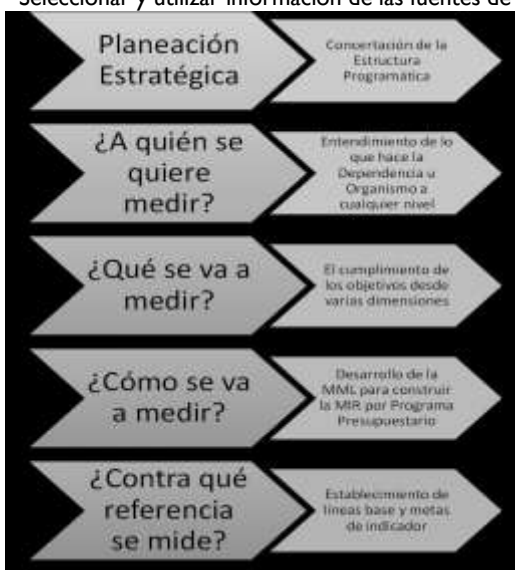 Seleccionar y utilizar información de las fuentes de
Planeación
Estratégica
Concertación de la
Estructura
Programática
¿A quién se
quiere
medir?
Entendimiento de lo
que hace la
Dependencia u
Organismo a
cualquier nivel
¿Qué se va a
medir?
El cumplimiento de
los objetivos desde
varias dimensiones
¿Cómo se va
a medir?
Desarrollo de la
MML para construir
la MIR por Programa
Presupuestario
¿Contra qué
referencia
se mide?
Establecimiento de
líneas base y metas
de indicador